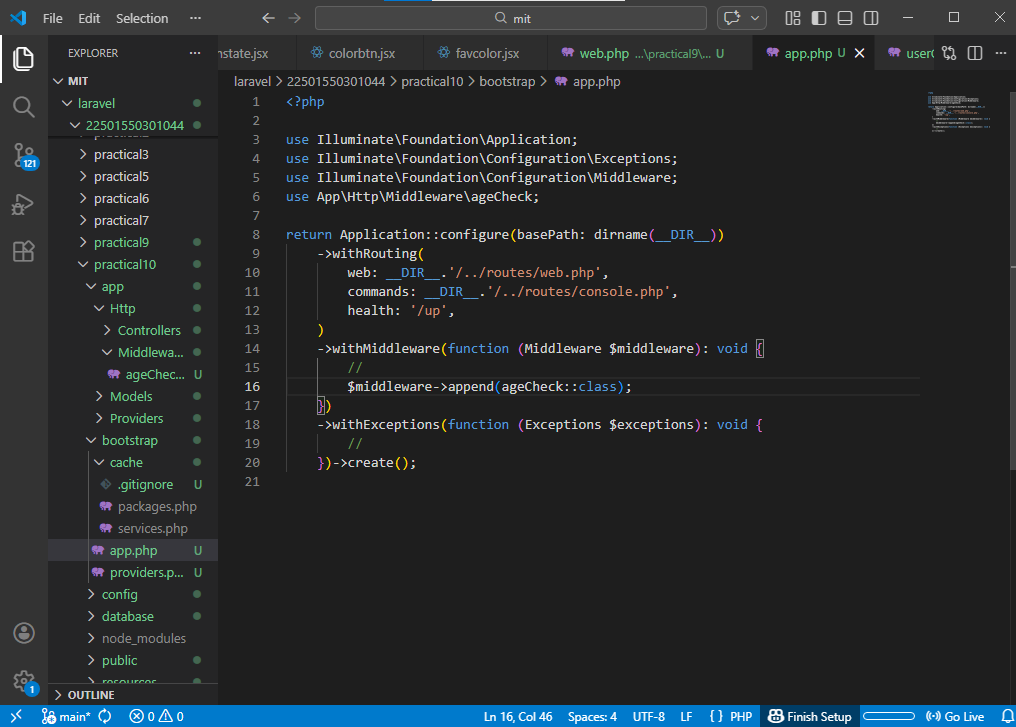 File Edit Selection ··· mit
EXPLORER ···
nstate.jsx colorbtn.jsx favcolor.jsx web.php ...\practical9\... U app.php U userC ···
MIT
laravel > 22501550301044 > practical10 > bootstrap > app.php
laravel
22501550301044
practical3
practical5
practical6
practical7
practical9
practical10
app
Http
Controllers
Middlewa...
ageChec... U
Models
Providers
bootstrap
cache
.gitignore U
packages.php
services.php
app.php U
providers.p... U
config
database
node_modules
public
resources
OUTLINE
121
1
1 <?php
2
3 use Illuminate\Foundation\Application;
4 use Illuminate\Foundation\Configuration\Exceptions;
5 use Illuminate\Foundation\Configuration\Middleware;
6 use App\Http\Middleware\ageCheck;
7
8 return Application::configure(basePath: dirname(__DIR__))
9 ->withRouting(
10 web: __DIR__.'/../routes/web.php',
11 commands: __DIR__.'/../routes/console.php',
12 health: '/up',
13 )
14 ->withMiddleware(function (Middleware $middleware): void {
15 //
16 $middleware->append(ageCheck::class);
17 })
18 ->withExceptions(function (Exceptions $exceptions): void {
19 //
20 })->create();
21
main* 0 0 Ln 16, Col 46 Spaces: 4 UTF-8 LF { } PHP Finish Setup Go Live